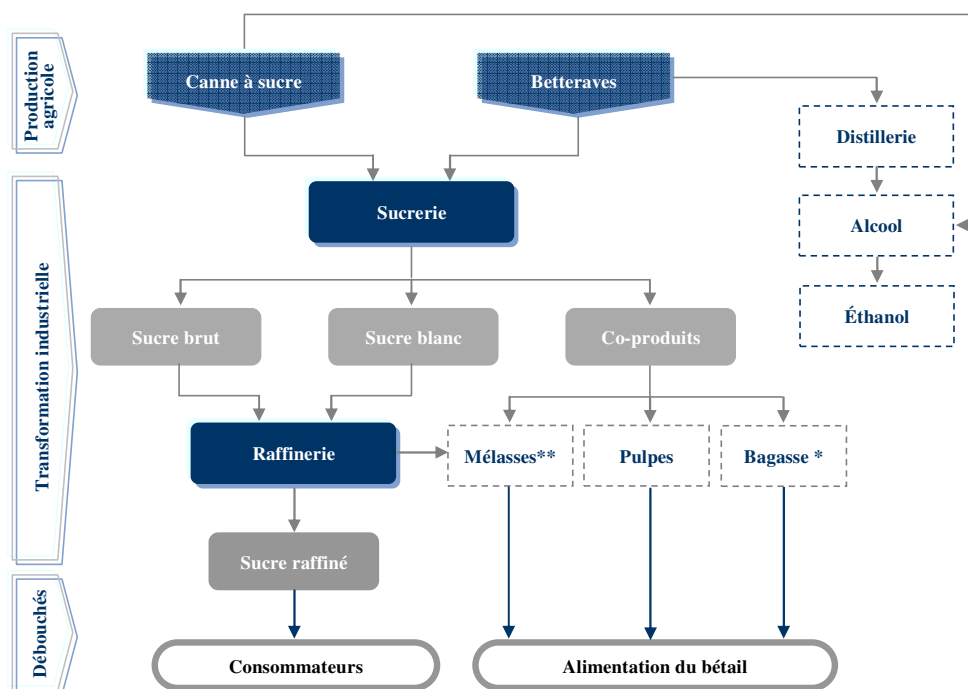 Production
agricole
Canne à sucre
Betteraves
Distillerie
Transformation industrielle
Sucrerie
Alcool
Éthanol
Sucre brut
Sucre blanc
Co-produits
Raffinerie
Mélasses**
Pulpes
Bagasse *
Sucre raffiné
Débouchés
Consommateurs
Alimentation du bétail